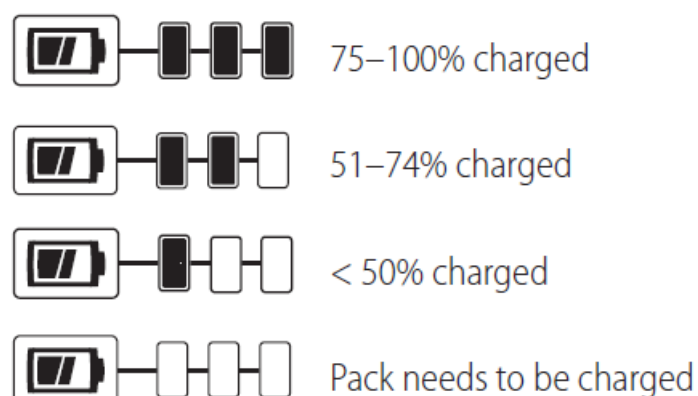 75–100% charged
51–74% charged
< 50% charged
Pack needs to be charged